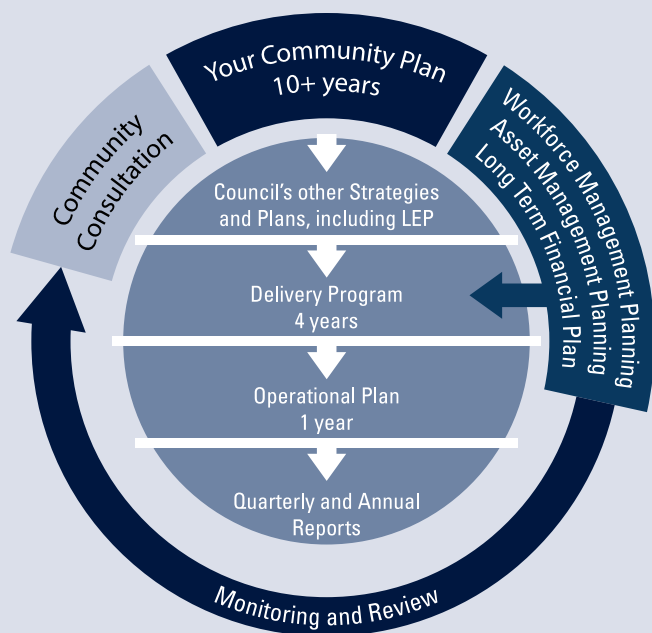 Your Community Plan
10+ years
Community
Consultation
Workforce Management Planning
Asset Management Planning
Long Term Financial Plan
Council's other Strategies
and Plans, including LEP
Delivery Program
4 years
Operational Plan
1 year
Quarterly and Annual
Reports
Monitoring and Review